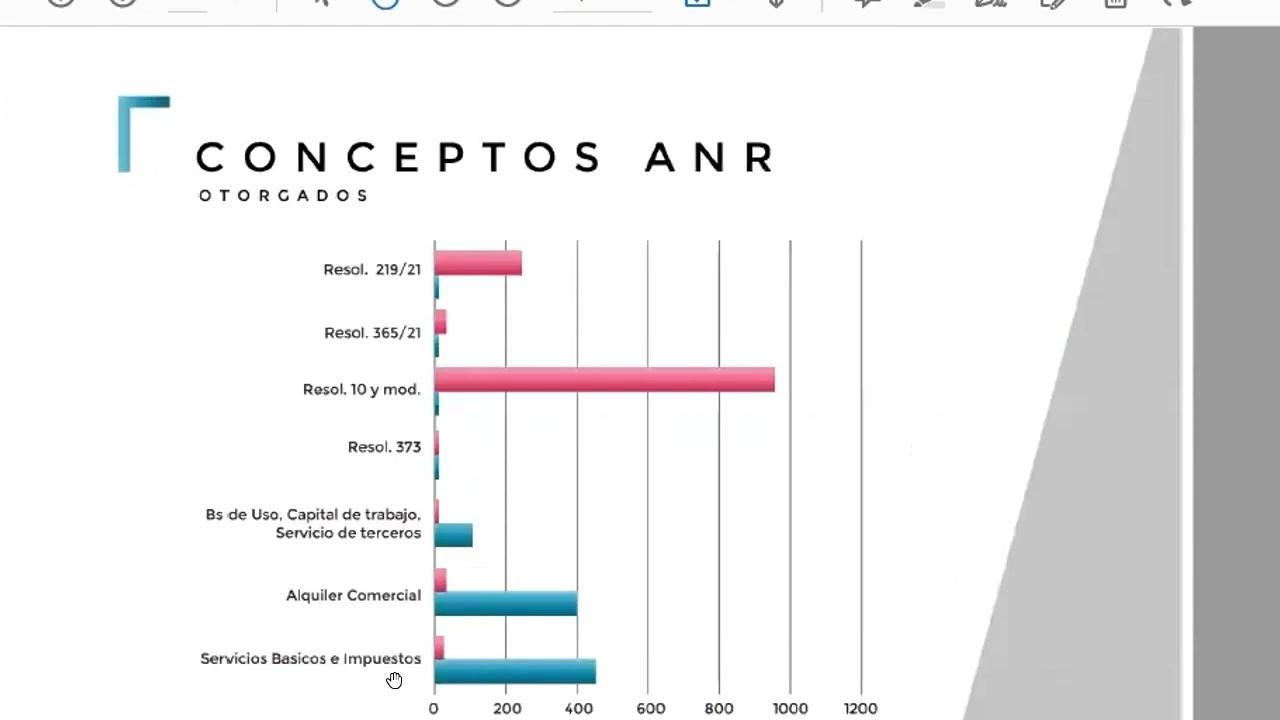 CONCEPTOS ANR
OTORGADOS
Resol. 219/21
Resol. 365/21
Resol. 10 y mod.
Resol. 373
Bs de Uso, Capital de trabajo,
Servicio de terceros
Alquiler Comercial
Servicios Basicos e Impuestos
0 200 400 600 800 1000 1200